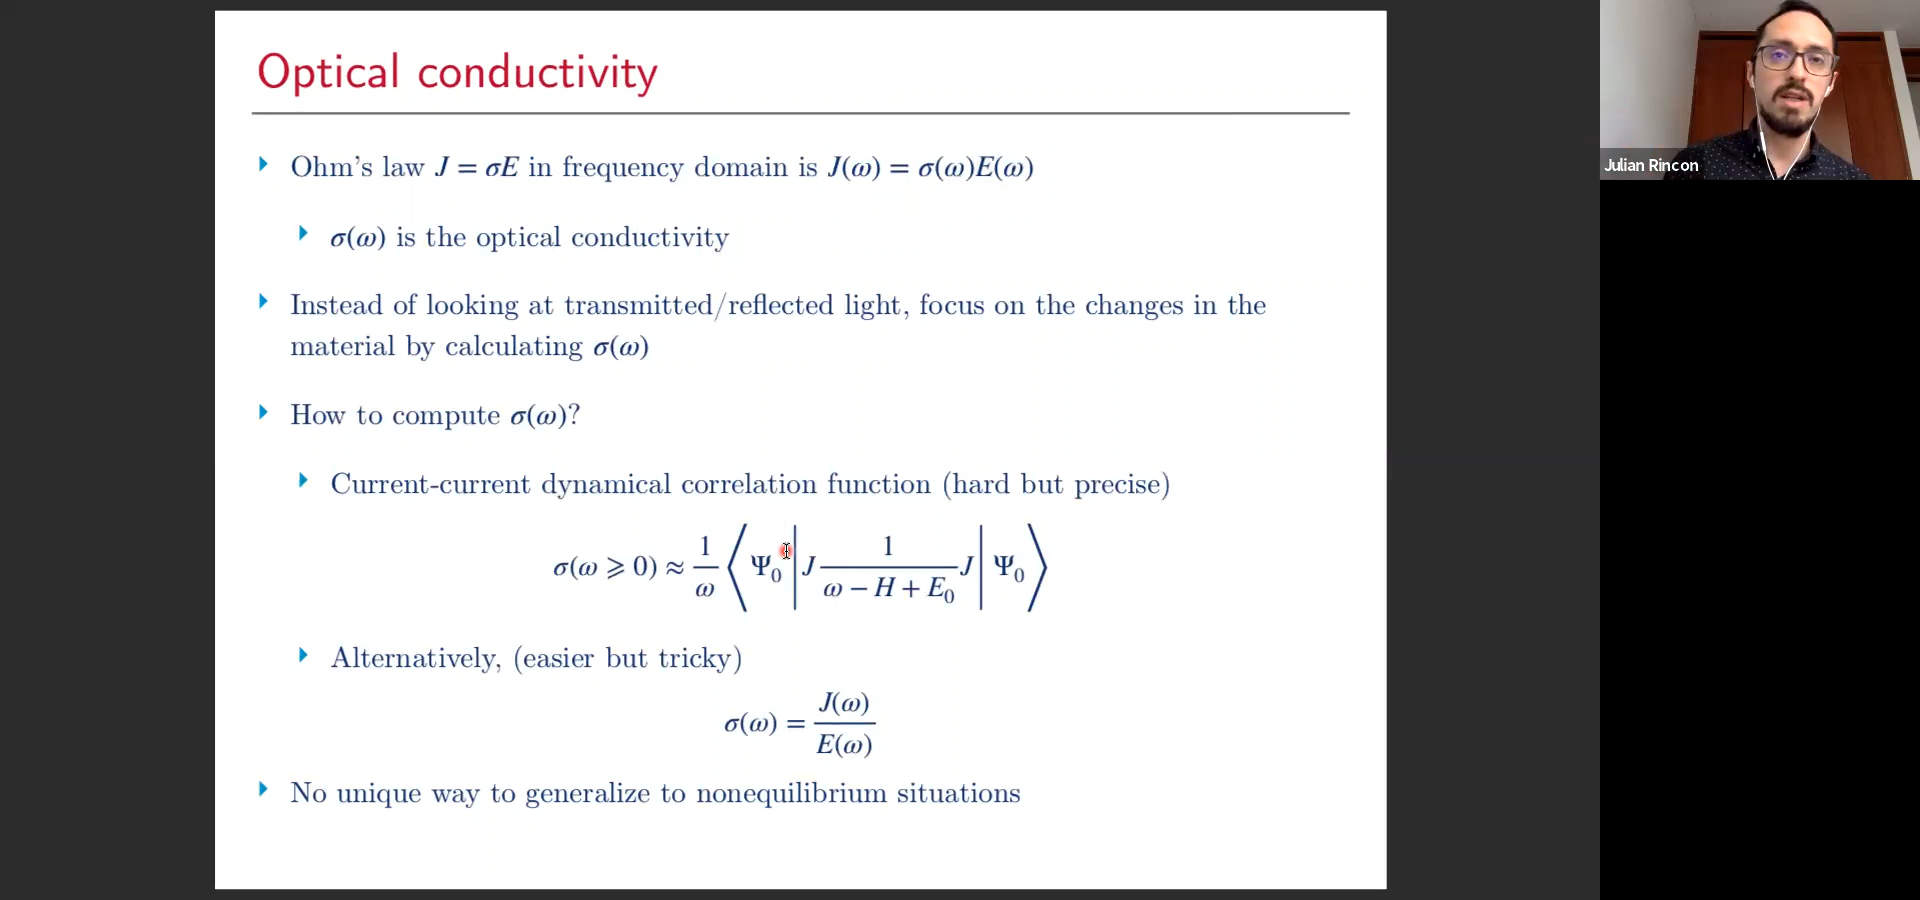 Optical conductivity
Ohm's law J = σE in frequency domain is J(ω) = σ(ω)E(ω)
σ(ω) is the optical conductivity
Instead of looking at transmitted/reflected light, focus on the changes in the
material by calculating σ(ω)
How to compute σ(ω)?
Current-current dynamical correlation function (hard but precise)
σ(ω ⩾ 0) ≈ 1/ω ⟨Ψ₀|J 1/(ω − H + E₀) J|Ψ₀⟩
Alternatively, (easier but tricky)
σ(ω) = J(ω)/E(ω)
No unique way to generalize to nonequilibrium situations
Julian Rincon